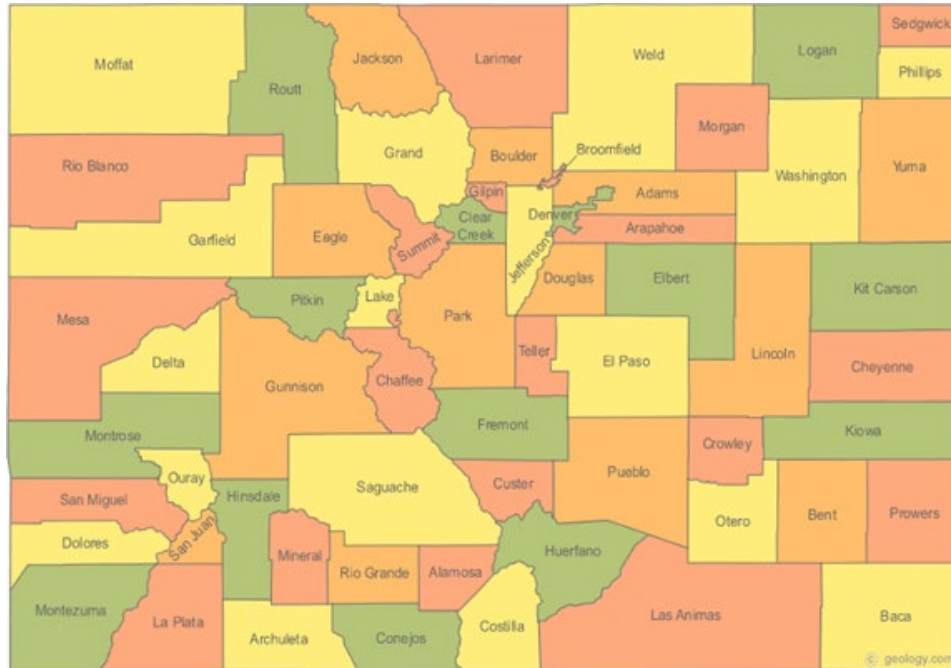 Sedgwick
Moffat
Routt
Jackson
Larimer
Weld
Logan
Phillips
Rio Blanco
Grand
Boulder
Broomfield
Morgan
Washington
Yuma
Garfield
Eagle
Summit
Gilpin
Clear
Creek
Jefferson
Denver
Adams
Arapahoe
Mesa
Pitkin
Lake
Park
Douglas
Elbert
Lincoln
Kit Carson
Delta
Gunnison
Chaffee
Teller
El Paso
Cheyenne
Montrose
Fremont
Crowley
Kiowa
Ouray
Hinsdale
Saguache
Custer
Pueblo
San Miguel
Otero
Bent
Prowers
Dolores
San Juan
Mineral
Rio Grande
Alamosa
Huerfano
Montezuma
La Plata
Archuleta
Conejos
Costilla
Las Animas
Baca
© geology.com